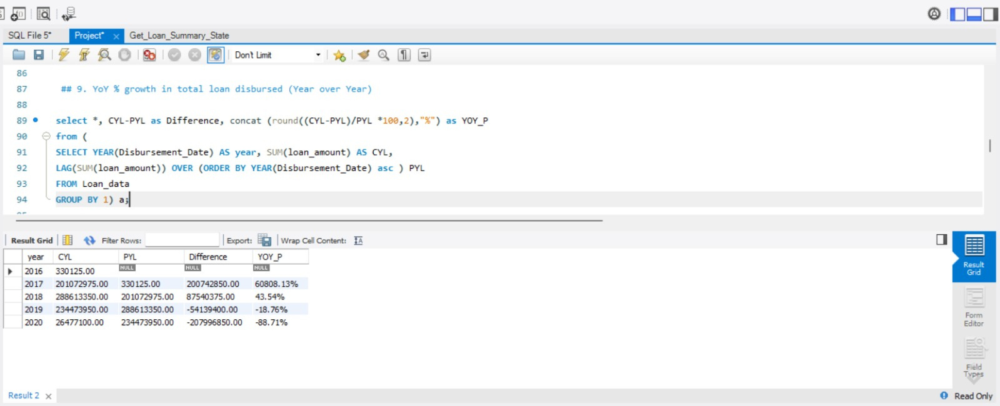 SQL File 5*
Project*
Get_Loan_Summary_State
Don't Limit
86
87 ## 9. YoY % growth in total loan disbursed (Year over Year)
88
89 select *, CYL-PYL as Difference, concat (round((CYL-PYL)/PYL *100,2),"%") as YOY_P
90 from (
91 SELECT YEAR(Disbursement_Date) AS year, SUM(loan_amount) AS CYL,
92 LAG(SUM(loan_amount)) OVER (ORDER BY YEAR(Disbursement_Date) asc ) PYL
93 FROM Loan_data
94 GROUP BY 1) a;
Result Grid Filter Rows: Export: Wrap Cell Content:
year CYL PYL Difference YOY_P
2016 330125.00 NULL NULL NULL
2017 201072975.00 330125.00 200742850.00 60808.13%
2018 288613350.00 201072975.00 87540375.00 43.54%
2019 234473950.00 288613350.00 -54139400.00 -18.76%
2020 26477100.00 234473950.00 -207996850.00 -88.71%
Result
Grid
Form
Editor
Field
Types
Result 2
Read Only